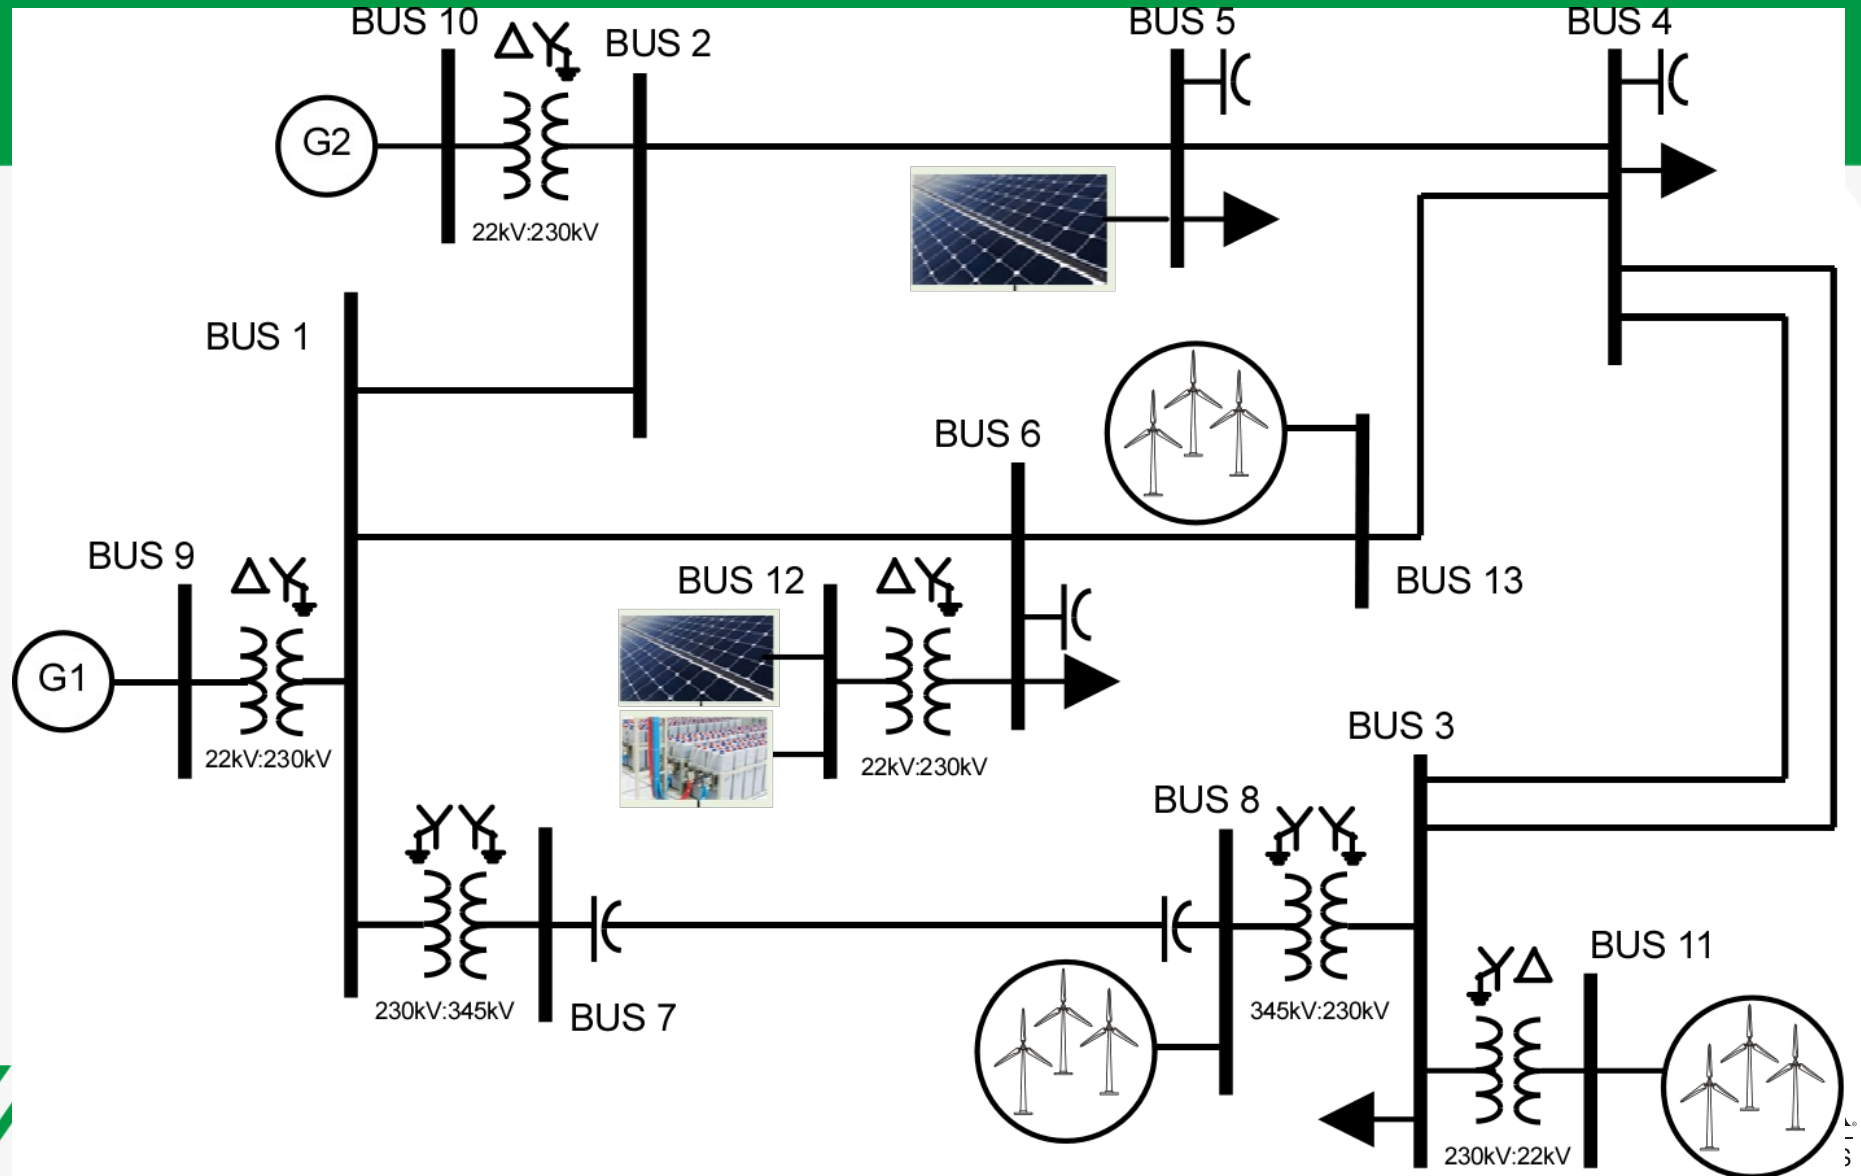 BUS 10
BUS 2
BUS 5
BUS 4
ΔY
G2
22kV:230kV
BUS 1
BUS 6
BUS 9
ΔY
BUS 12
ΔY
BUS 13
G1
22kV:230kV
22kV:230kV
BUS 3
BUS 8
YY
YY
230kV:345kV
BUS 7
345kV:230kV
BUS 11
YΔ
230kV:22kV